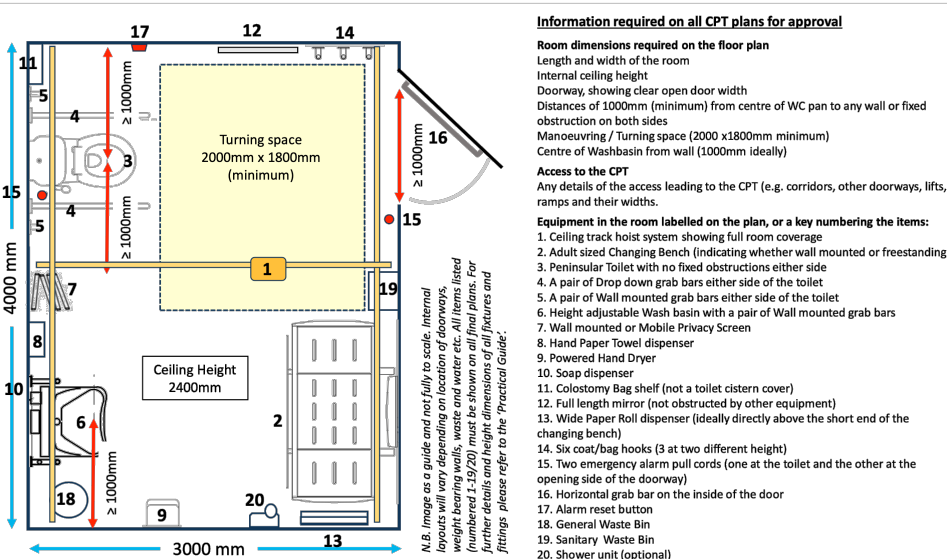 17
12
14
11
5
4
≥ 1000mm
3
Turning space
2000mm x 1800mm
(minimum)
≥ 1000mm
16
15
4
5
≥ 1000mm
15
1
7
19
4000 mm
8
Ceiling Height
2400mm
10
6
2
≥ 1000mm
18
9
20
13
3000 mm
N.B. Image as a guide and not fully to scale. Internal
layouts will vary depending on location of doorways,
weight bearing walls, waste and water etc. All items listed
(numbered 1-19/20) must be shown on all final plans. For
further details and height dimensions of all fixtures and
fittings please refer to the 'Practical Guide'.
Information required on all CPT plans for approval
Room dimensions required on the floor plan
Length and width of the room
Internal ceiling height
Doorway, showing clear open door width
Distances of 1000mm (minimum) from centre of WC pan to any wall or fixed
obstruction on both sides
Manoeuvring / Turning space (2000 x1800mm minimum)
Centre of Washbasin from wall (1000mm ideally)
Access to the CPT
Any details of the access leading to the CPT (e.g. corridors, other doorways, lifts,
ramps and their widths.
Equipment in the room labelled on the plan, or a key numbering the items:
1. Ceiling track hoist system showing full room coverage
2. Adult sized Changing Bench (indicating whether wall mounted or freestanding
3. Peninsular Toilet with no fixed obstructions either side
4. A pair of Drop down grab bars either side of the toilet
5. A pair of Wall mounted grab bars either side of the toilet
6. Height adjustable Wash basin with a pair of Wall mounted grab bars
7. Wall mounted or Mobile Privacy Screen
8. Hand Paper Towel dispenser
9. Powered Hand Dryer
10. Soap dispenser
11. Colostomy Bag shelf (not a toilet cistern cover)
12. Full length mirror (not obstructed by other equipment)
13. Wide Paper Roll dispenser (ideally directly above the short end of the
changing bench)
14. Six coat/bag hooks (3 at two different height)
15. Two emergency alarm pull cords (one at the toilet and the other at the
opening side of the doorway)
16. Horizontal grab bar on the inside of the door
17. Alarm reset button
18. General Waste Bin
19. Sanitary Waste Bin
20. Shower unit (optional)